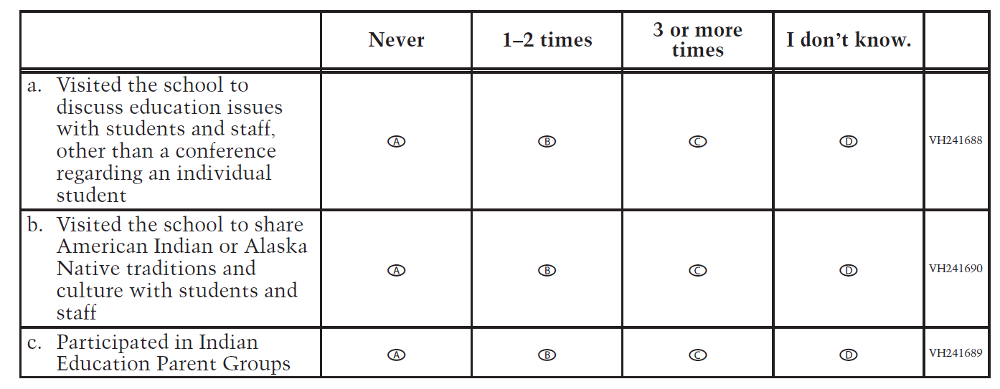 Never 1–2 times 3 or more times I don’t know.
a. Visited the school to
discuss education issues
with students and staff,
other than a conference
regarding an individual
student
Ⓐ Ⓑ Ⓒ Ⓓ VH241688
b. Visited the school to share
American Indian or Alaska
Native traditions and
culture with students and
staff
Ⓐ Ⓑ Ⓒ Ⓓ VH241690
c. Participated in Indian
Education Parent Groups
Ⓐ Ⓑ Ⓒ Ⓓ VH241689